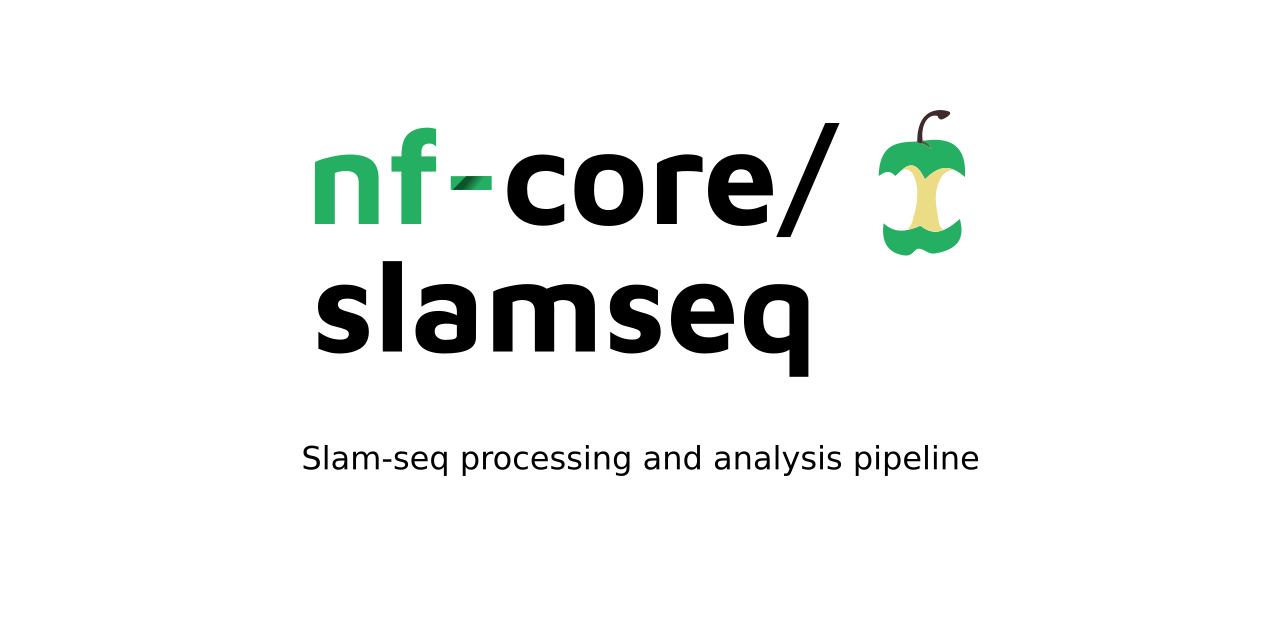 nf-core/
slamseq
Slam-seq processing and analysis pipeline